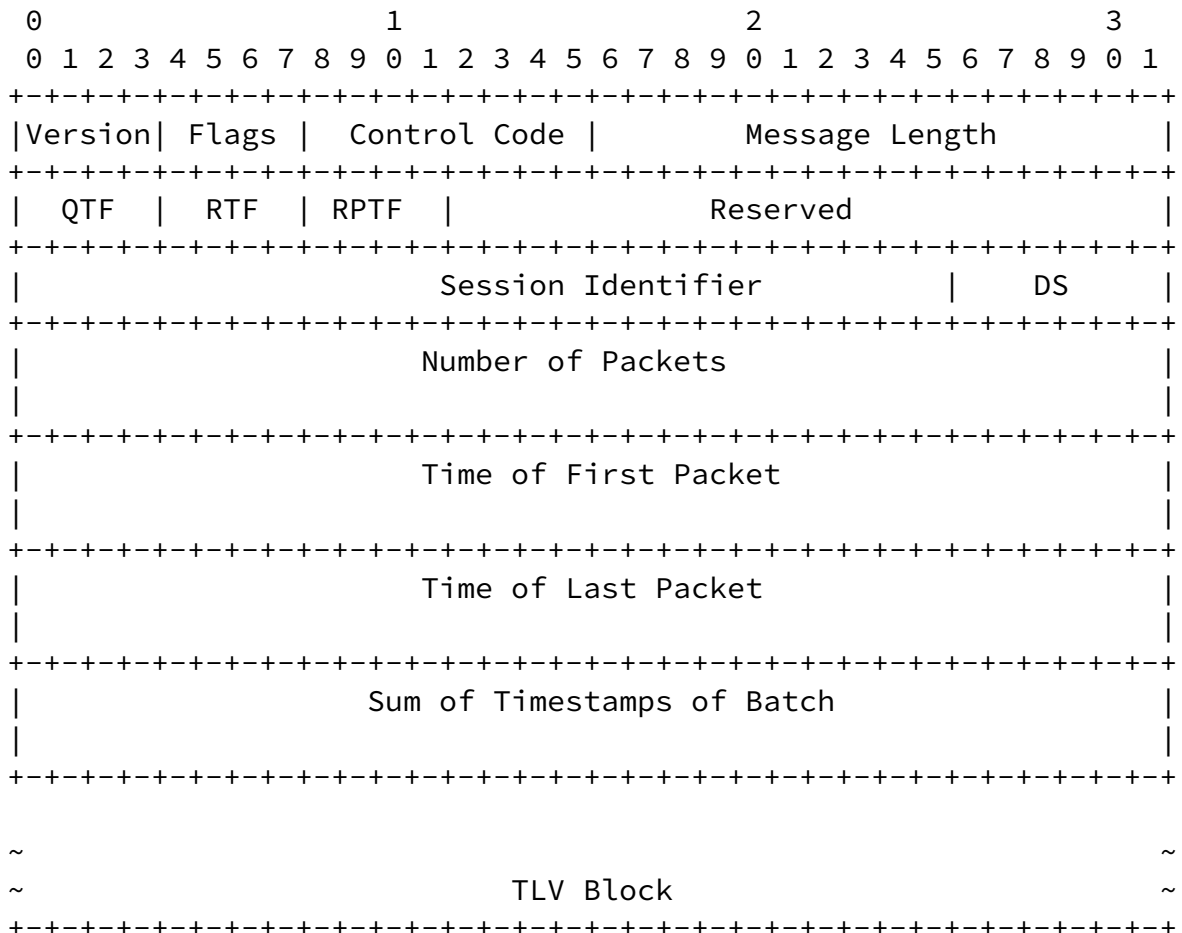 0                   1                   2                   3
 0 1 2 3 4 5 6 7 8 9 0 1 2 3 4 5 6 7 8 9 0 1 2 3 4 5 6 7 8 9 0 1
+-+-+-+-+-+-+-+-+-+-+-+-+-+-+-+-+-+-+-+-+-+-+-+-+-+-+-+-+-+-+-+-+
|Version| Flags |  Control Code |        Message Length         |
+-+-+-+-+-+-+-+-+-+-+-+-+-+-+-+-+-+-+-+-+-+-+-+-+-+-+-+-+-+-+-+-+
|  QTF  |  RTF  | RPTF  |              Reserved                 |
+-+-+-+-+-+-+-+-+-+-+-+-+-+-+-+-+-+-+-+-+-+-+-+-+-+-+-+-+-+-+-+-+
|                       Session Identifier          |    DS     |
+-+-+-+-+-+-+-+-+-+-+-+-+-+-+-+-+-+-+-+-+-+-+-+-+-+-+-+-+-+-+-+-+
|                      Number of Packets                        |
|                                                               |
+-+-+-+-+-+-+-+-+-+-+-+-+-+-+-+-+-+-+-+-+-+-+-+-+-+-+-+-+-+-+-+-+
|                      Time of First Packet                     |
|                                                               |
+-+-+-+-+-+-+-+-+-+-+-+-+-+-+-+-+-+-+-+-+-+-+-+-+-+-+-+-+-+-+-+-+
|                      Time of Last Packet                      |
|                                                               |
+-+-+-+-+-+-+-+-+-+-+-+-+-+-+-+-+-+-+-+-+-+-+-+-+-+-+-+-+-+-+-+-+
|                   Sum of Timestamps of Batch                  |
|                                                               |
+-+-+-+-+-+-+-+-+-+-+-+-+-+-+-+-+-+-+-+-+-+-+-+-+-+-+-+-+-+-+-+-+

~                                                               ~
~                           TLV Block                           ~
+-+-+-+-+-+-+-+-+-+-+-+-+-+-+-+-+-+-+-+-+-+-+-+-+-+-+-+-+-+-+-+-+